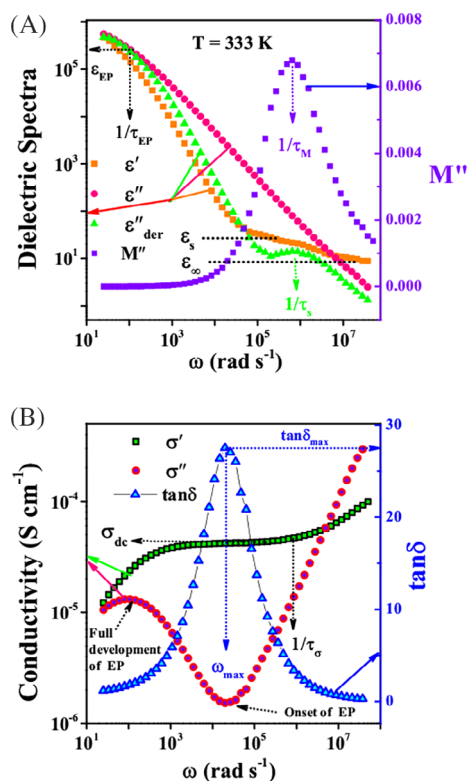 (A)
T = 333 K
ε_EP
1/τ_EP
1/τ_M
ε′
ε″
ε″_der
M"
ε_s
ε_∞
1/τ_s
10^5
10^3
10^1
Dielectric Spectra
0.008
0.006
0.004
0.002
0.000
M"
10^1 10^3 10^5 10^7
ω (rad s^-1)
(B)
σ′
σ″
tanδ
tanδ_max
σ_dc
Full
development
of EP
ω_max
1/τ_σ
Onset of EP
10^-4
10^-5
10^-6
Conductivity (S cm^-1)
30
20
10
0
tanδ
10^1 10^3 10^5 10^7
ω (rad s^-1)